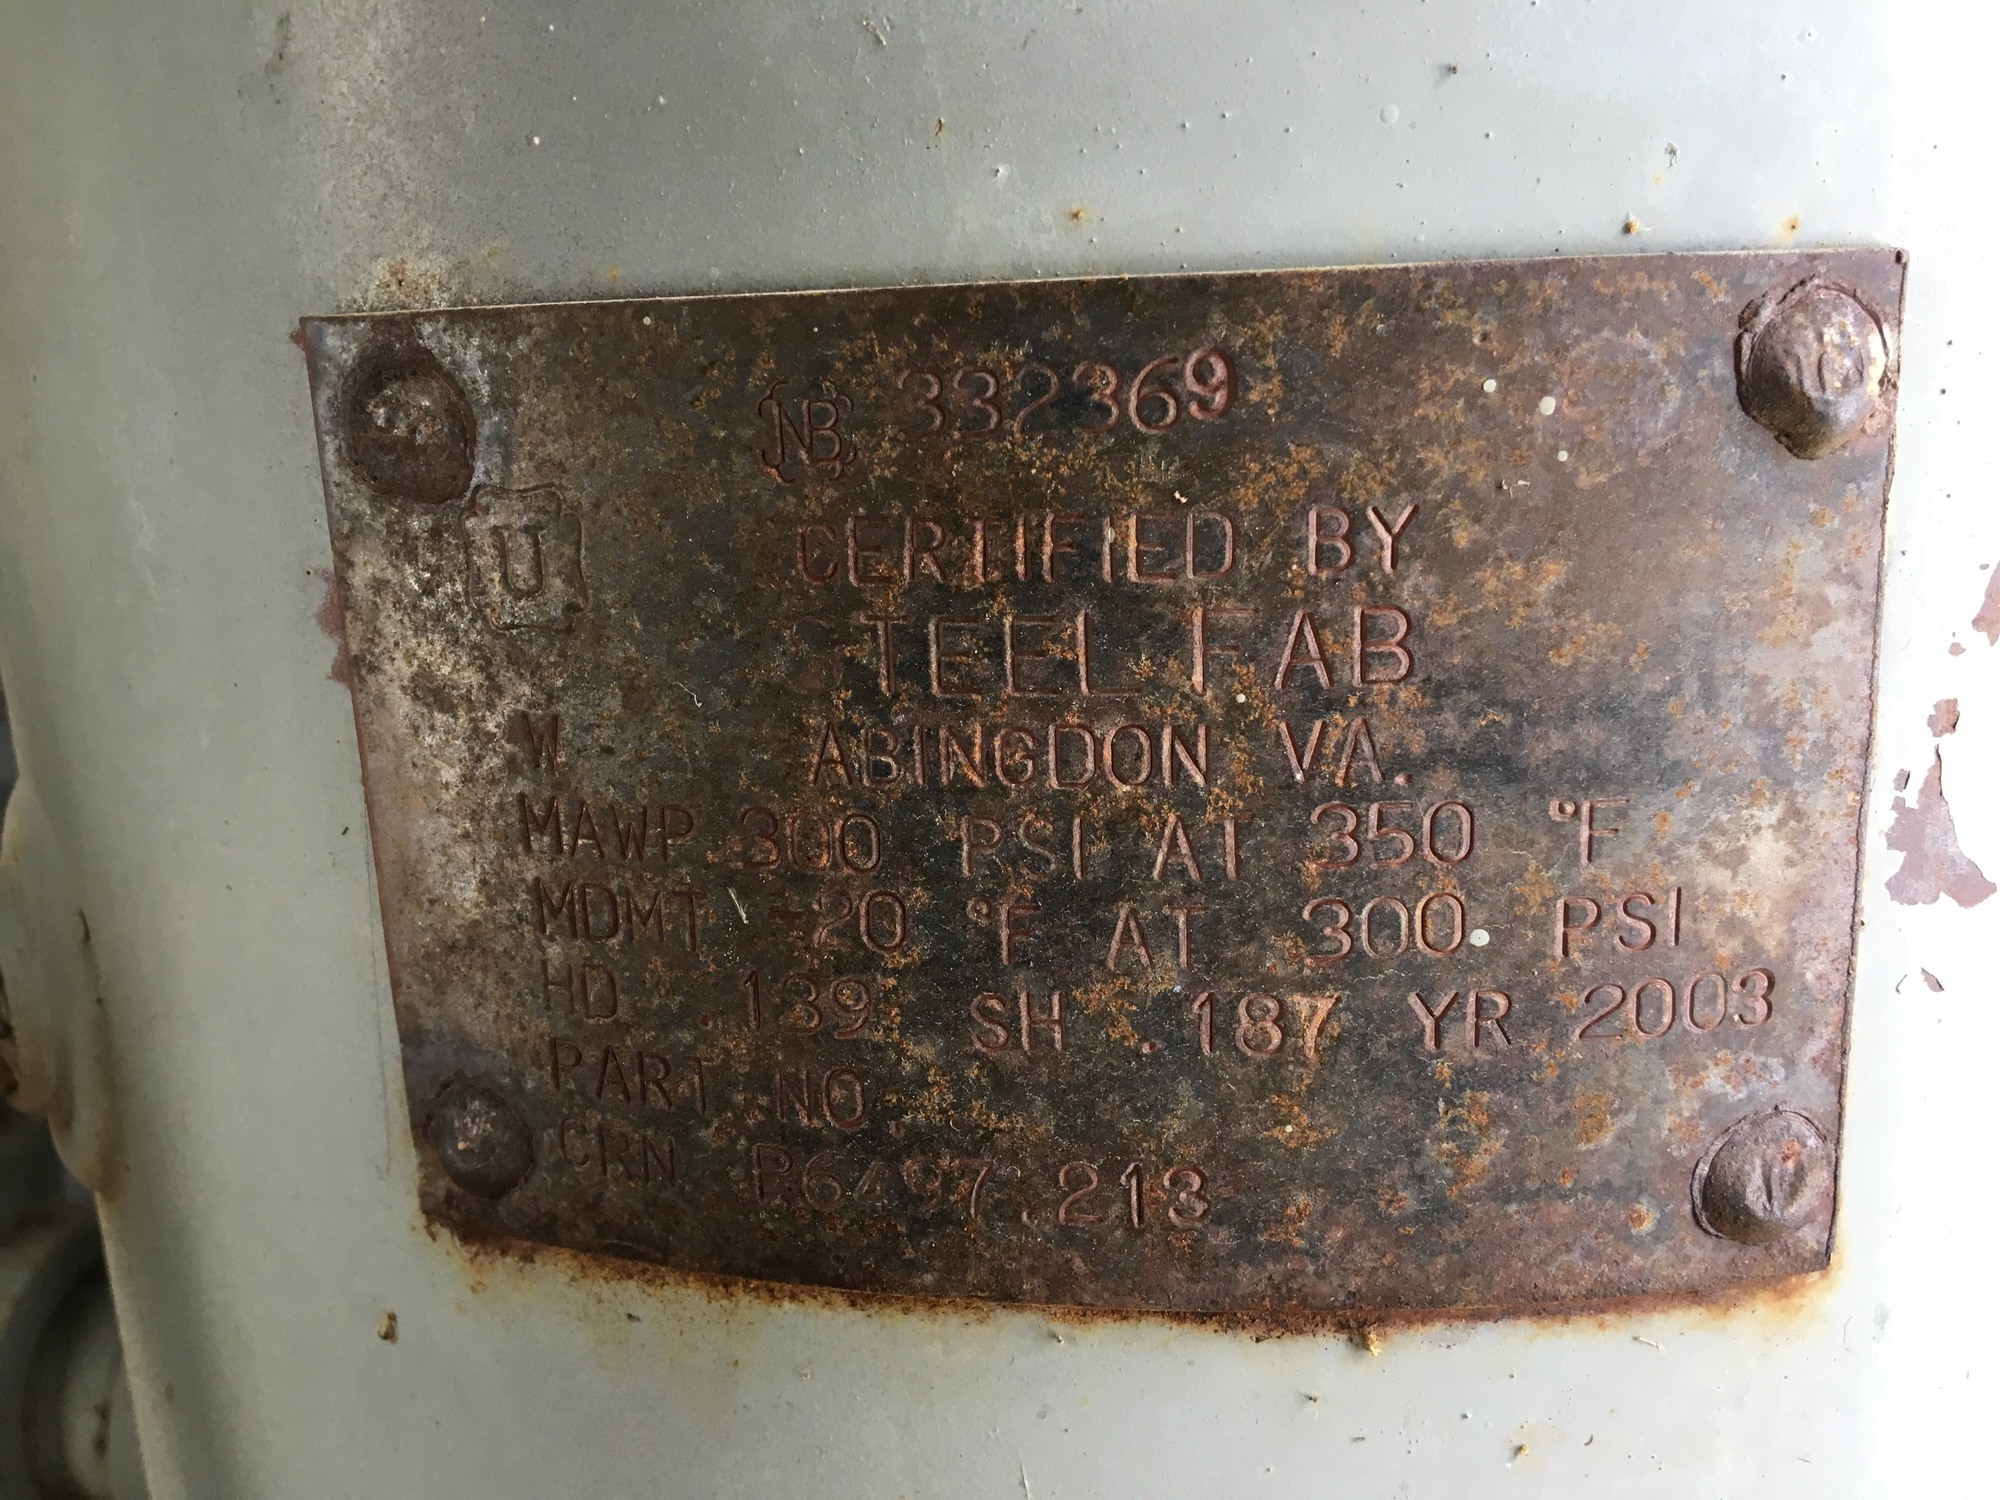 NB 332369
U CERTIFIED BY
STEEL FAB
W ABINGDON VA.
MAWP 300 PSI AT 350 °F
MDMT -20 °F AT 300 PSI
HD .139 SH .187 YR 2003
PART NO.
CRN P6497.213